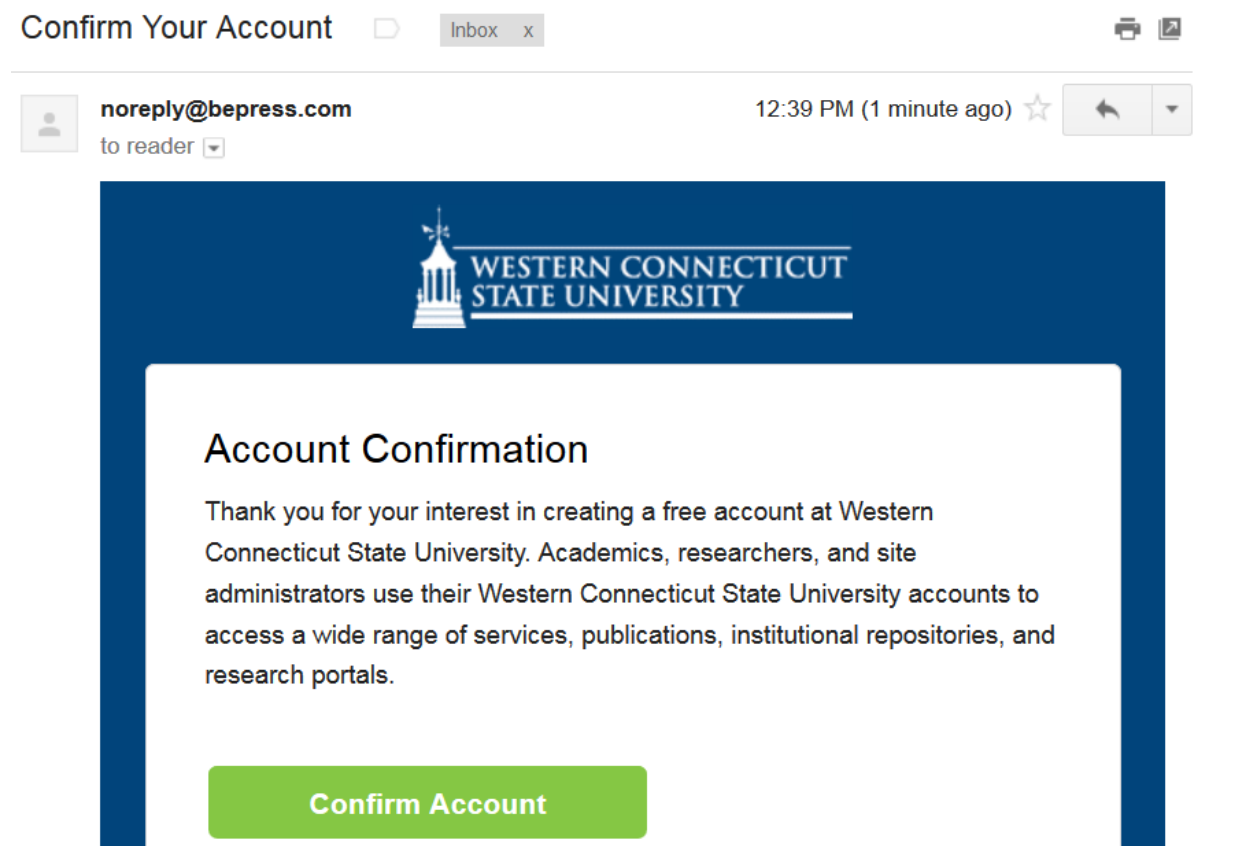 Confirm Your Account
Inbox x
noreply@bepress.com
12:39 PM (1 minute ago)
to reader
WESTERN CONNECTICUT
STATE UNIVERSITY
Account Confirmation
Thank you for your interest in creating a free account at Western
Connecticut State University. Academics, researchers, and site
administrators use their Western Connecticut State University accounts to
access a wide range of services, publications, institutional repositories, and
research portals.
Confirm Account